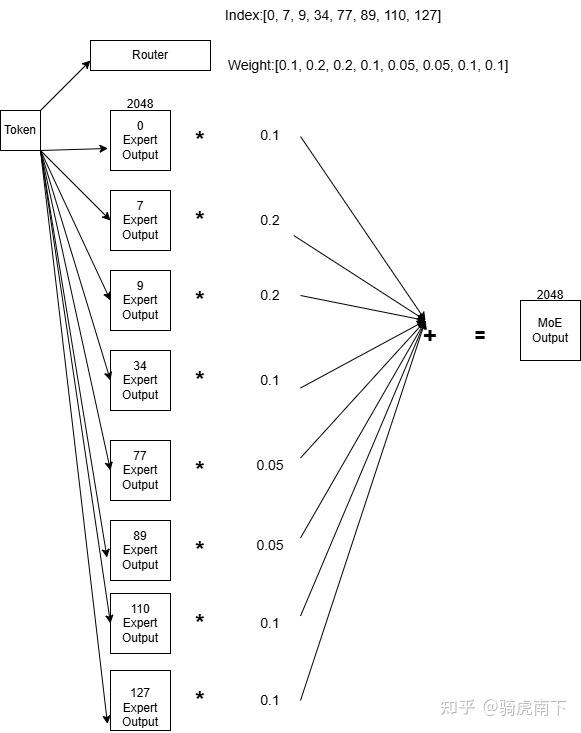 Index:[0, 7, 9, 34, 77, 89, 110, 127]
Router
Weight:[0.1, 0.2, 0.2, 0.1, 0.05, 0.05, 0.1, 0.1]
Token
2048
0
Expert
Output
*
0.1
7
Expert
Output
*
0.2
9
Expert
Output
*
0.2
2048
MoE
Output
+
=
34
Expert
Output
*
0.1
77
Expert
Output
*
0.05
89
Expert
Output
*
0.05
110
Expert
Output
*
0.1
127
Expert
Output
*
0.1
知乎 @骑虎南下